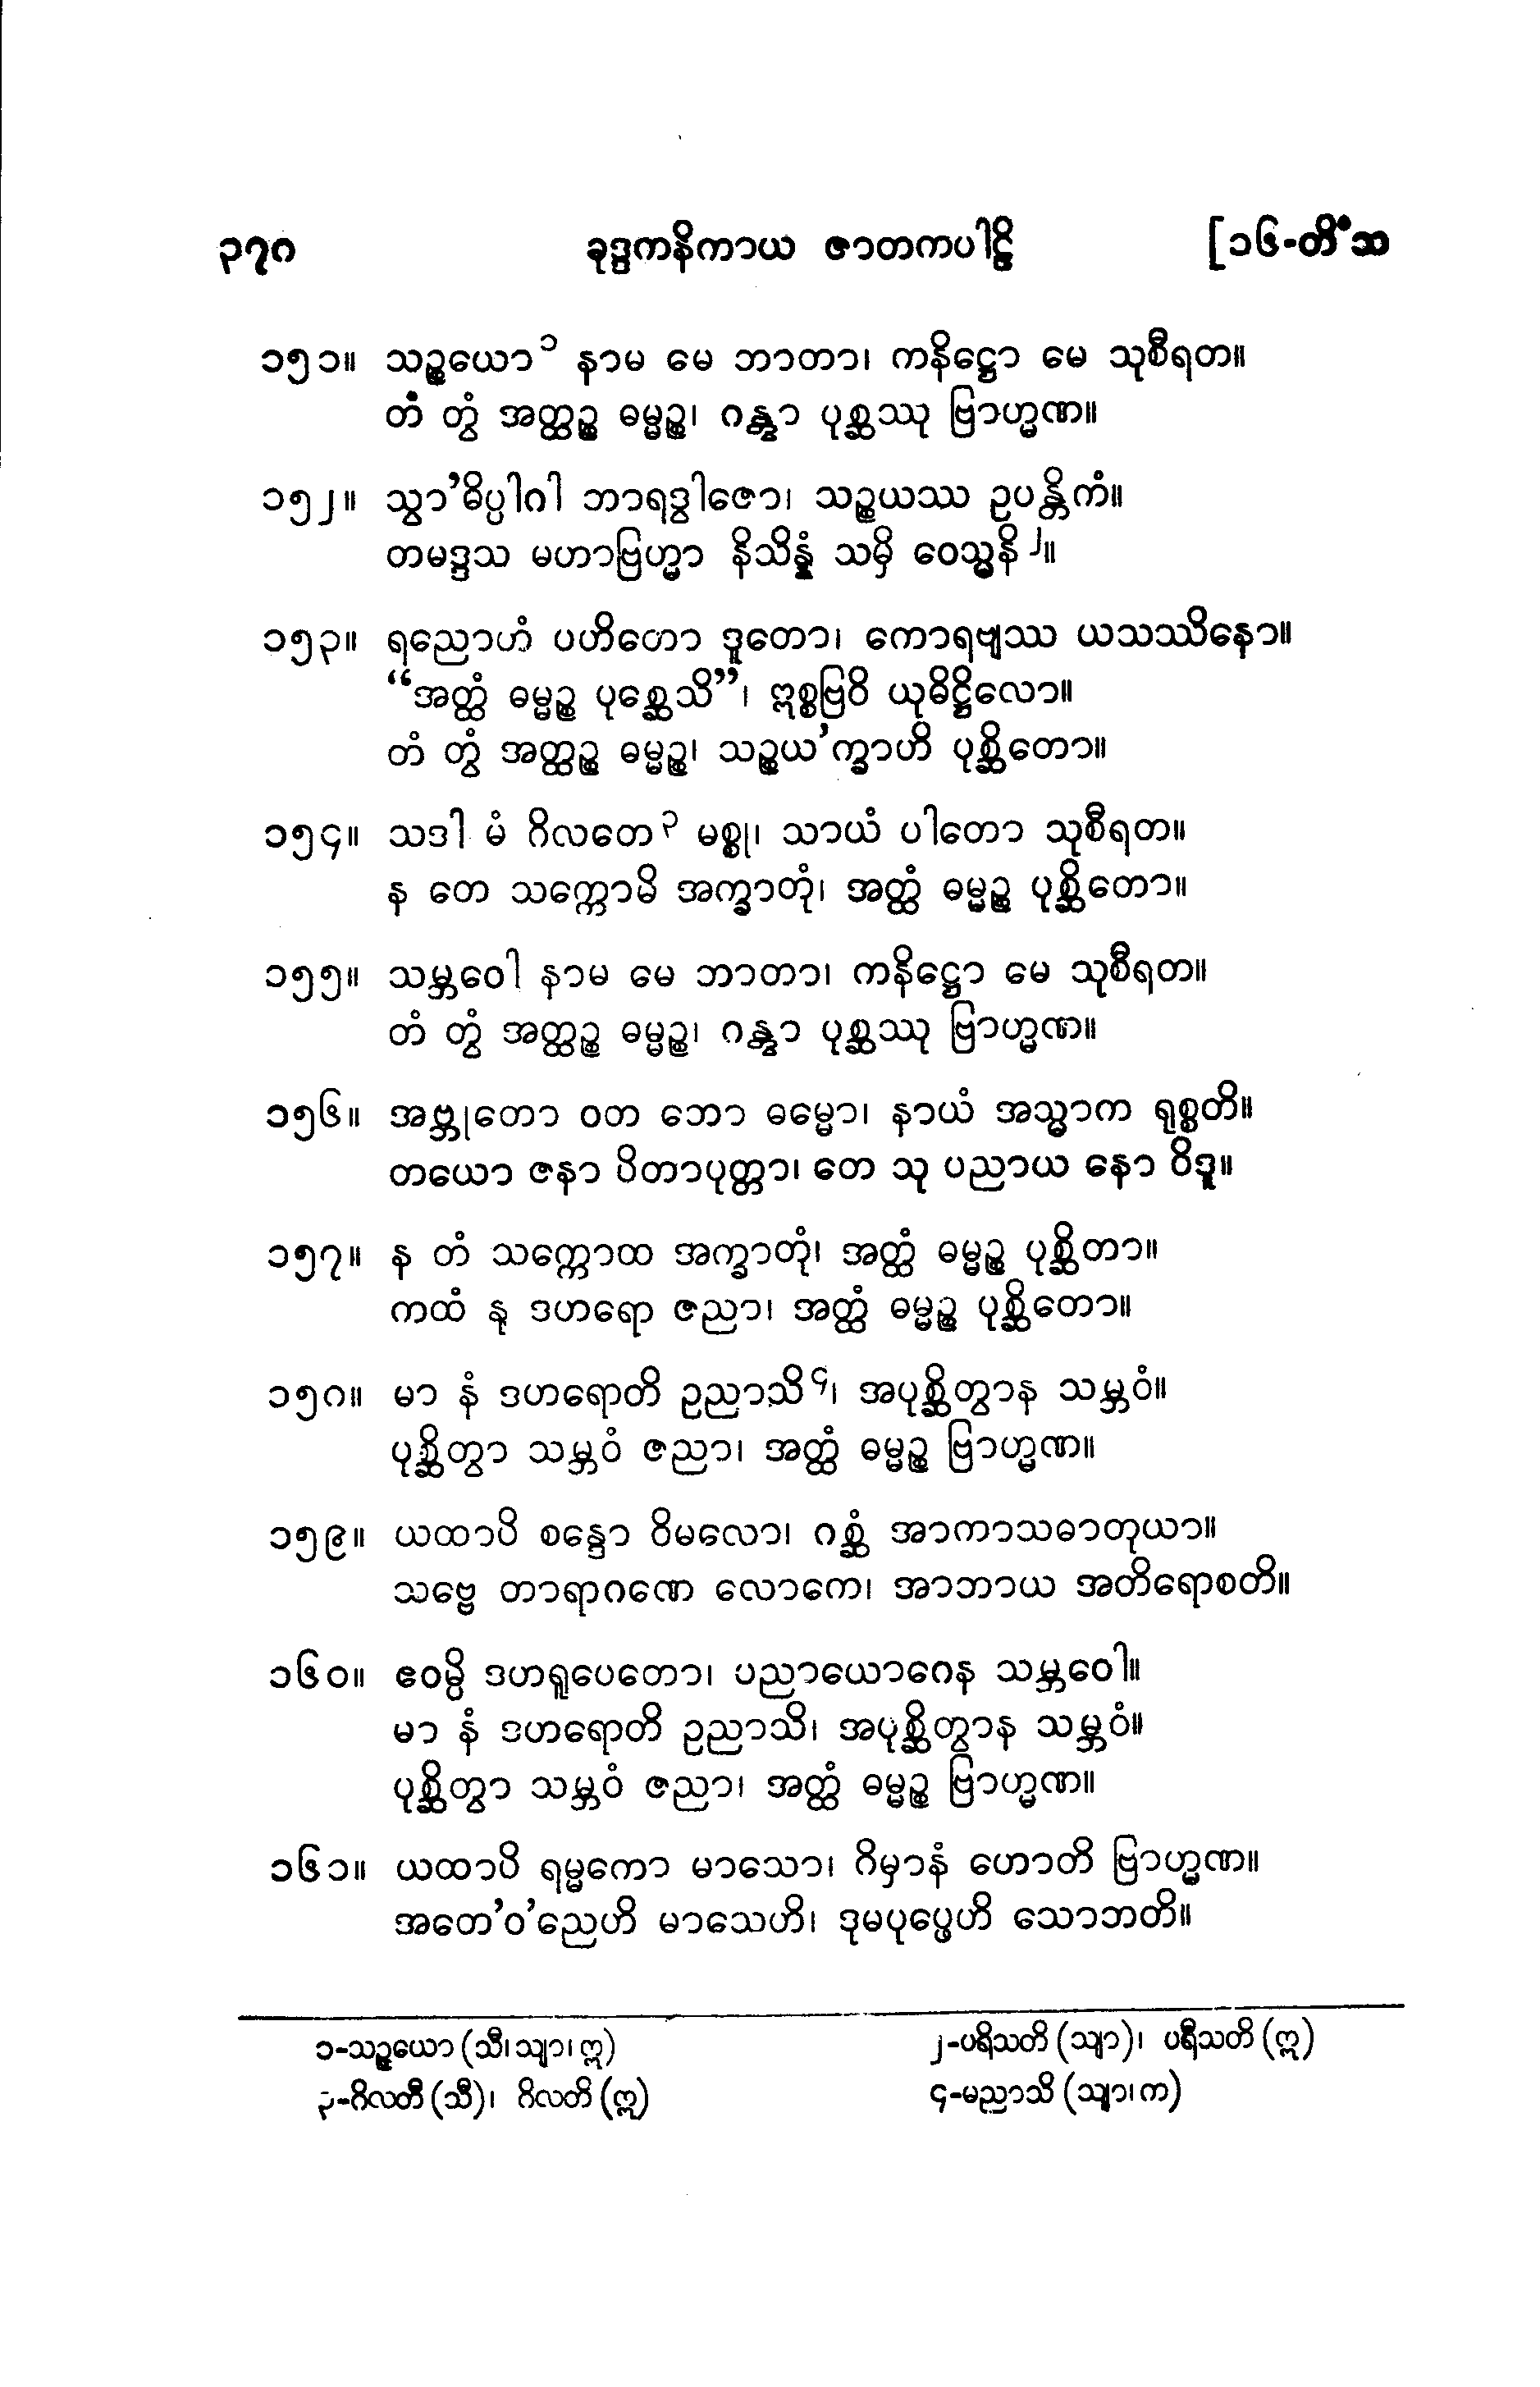 ၃၇၈ ခုဒ္ဒကနိကာယ ဇာတကပါဠိ [၁၆-တိံသ
၁၅၁။ သဉ္စယော၁ နာမ မေ ဘာတာ၊ ကနိဋ္ဌော မေ သုစီရတ။
တံ တွံ အတ္ထဉ္စ ဓမ္မဉ္စ၊ ဂန္တွာ ပုစ္ဆဿု ဗြာဟ္မဏ။
၁၅၂။ သွာ’ဓိပ္ပါဂါ ဘာရဒွါဇော၊ သဉ္စယဿ ဥပန္တိကံ။
တမဒ္ဒသ မဟာဗြဟ္မာ နိသိန္နံ သမှိ ဝေသ္မနိ၂။
၁၅၃။ ရညောဟံ ပဟိတော ဒူတော၊ ကောရဗျဿ ယသဿိနော။
“အတ္ထံ ဓမ္မဉ္စ ပုစ္ဆေသိ”၊ ဣစ္စဗြဝိ ယုဓိဋ္ဌိလော။
တံ တွံ အတ္ထဉ္စ ဓမ္မဉ္စ၊ သဉ္စယ’က္ခာဟိ ပုစ္ဆိတော။
၁၅၄။ သဒါ မံ ဂိလတေ၃ မစ္စု၊ သာယံ ပါတော သုစီရတ။
န တေ သက္ကောမိ အက္ခာတုံ၊ အတ္ထံ ဓမ္မဉ္စ ပုစ္ဆိတော။
၁၅၅။ သမ္ဘဝေါ နာမ မေ ဘာတာ၊ ကနိဋ္ဌော မေ သုစီရတ။
တံ တွံ အတ္ထဉ္စ ဓမ္မဉ္စ၊ ဂန္တွာ ပုစ္ဆဿု ဗြာဟ္မဏ။
၁၅၆။ အဗ္ဘုတော ဝတ ဘော ဓမ္မော၊ နာယံ အသ္မာက ရုစ္စတိ။
တယော ဇနာ ပိတာပုတ္တာ၊ တေ သု ပညာယ နော ဝိဒူ။
၁၅၇။ န တံ သက္ကောထ အက္ခာတုံ၊ အတ္ထံ ဓမ္မဉ္စ ပုစ္ဆိတာ။
ကထံ နု ဒဟရော ဇညာ၊ အတ္ထံ ဓမ္မဉ္စ ပုစ္ဆိတော။
၁၅၈။ မာ နံ ဒဟရောတိ ဥညာသိ၄၊ အပုစ္ဆိတွာန သမ္ဘဝံ။
ပုစ္ဆိတွာ သမ္ဘဝံ ဇညာ၊ အတ္ထံ ဓမ္မဉ္စ ဗြာဟ္မဏ။
၁၅၉။ ယထာပိ စန္ဒော ဝိမလော၊ ဂစ္ဆံ အာကာသဓာတုယာ။
သဗ္ဗေ တာရာဂဏေ လောကေ၊ အာဘာယ အတိရောစတိ။
၁၆၀။ ဧဝမ္ပိ ဒဟရူပေတော၊ ပညာယောဂေန သမ္ဘဝေါ။
မာ နံ ဒဟရောတိ ဥညာသိ၊ အပုစ္ဆိတွာန သမ္ဘဝံ။
ပုစ္ဆိတွာ သမ္ဘဝံ ဇညာ၊ အတ္ထံ ဓမ္မဉ္စ ဗြာဟ္မဏ။
၁၆၁။ ယထာပိ ရမ္မကော မာသော၊ ဂိမှာနံ ဟောတိ ဗြာဟ္မဏ။
အတေ’ဝ’ညေဟိ မာသေဟိ၊ ဒုမပုပ္ဖေဟိ သောဘတိ။
၁-သဉ္ဇယော (သီ၊ သျာ၊ ဣ) ၂-ပရိသတိ (သျာ)၊ ပရီသတိ (ဣ)
၃-ဂိလတီ (သီ)၊ ဂိလတိ (ဣ) ၄-မညာသိ (သျာ၊ က)